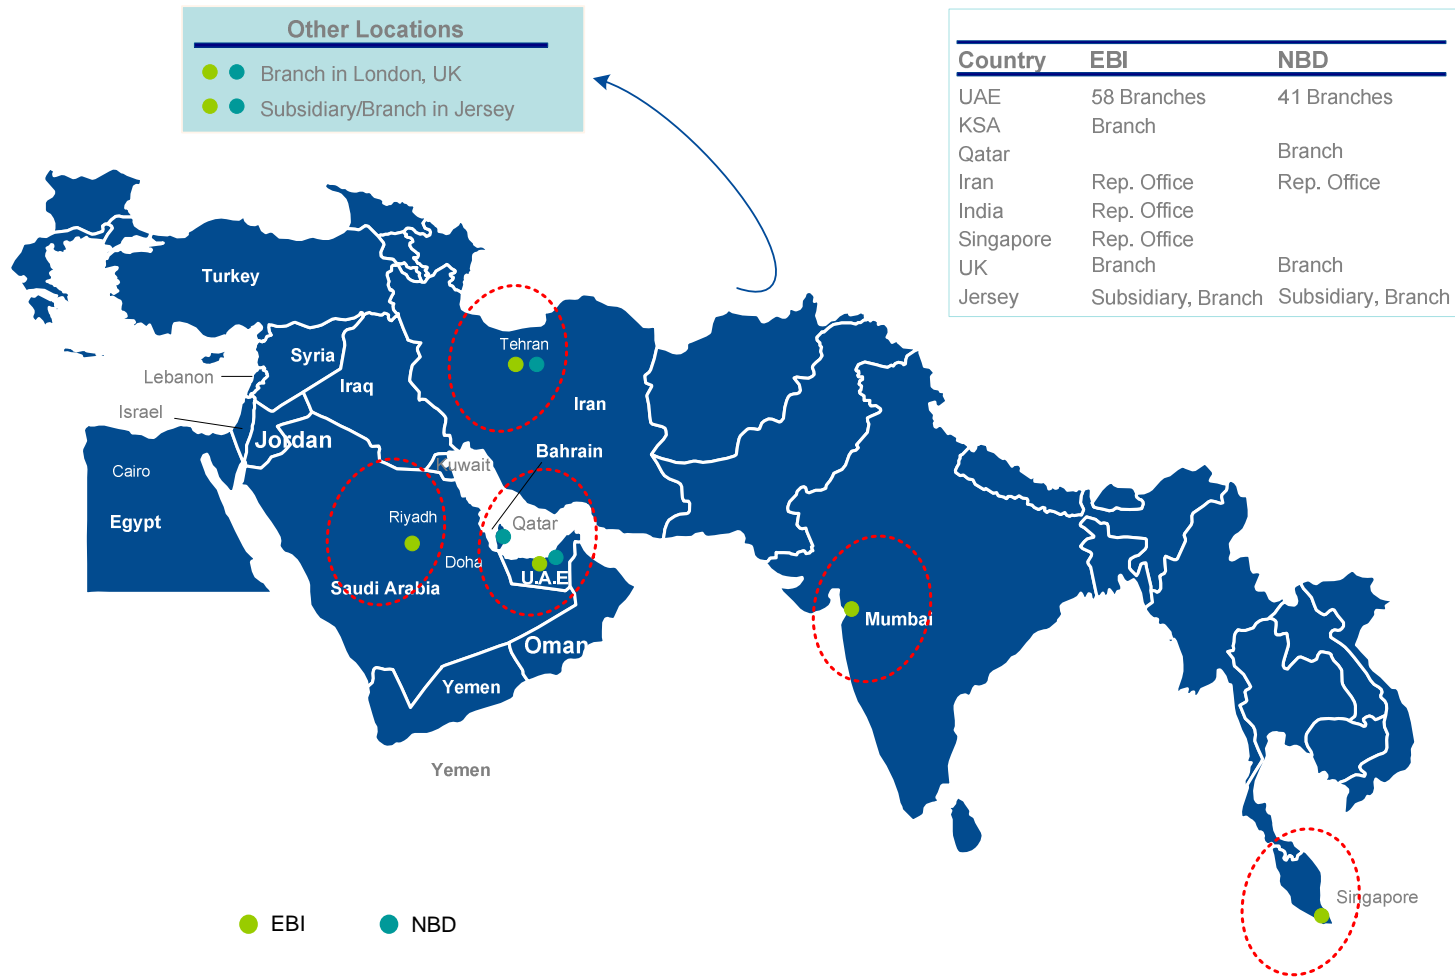 Other Locations
Branch in London, UK
Subsidiary/Branch in Jersey
Country EBI NBD
UAE 58 Branches 41 Branches
KSA Branch
Qatar Branch
Iran Rep. Office Rep. Office
India Rep. Office
Singapore Rep. Office
UK Branch Branch
Jersey Subsidiary, Branch Subsidiary, Branch
Turkey
Tehran
Syria
Lebanon
Iraq
Iran
Israel
Jordan
Bahrain
Kuwait
Cairo
Egypt
Riyadh
Qatar
Doha
U.A.E
Saudi Arabia
Mumbai
Oman
Yemen
Yemen
Singapore
EBI
NBD